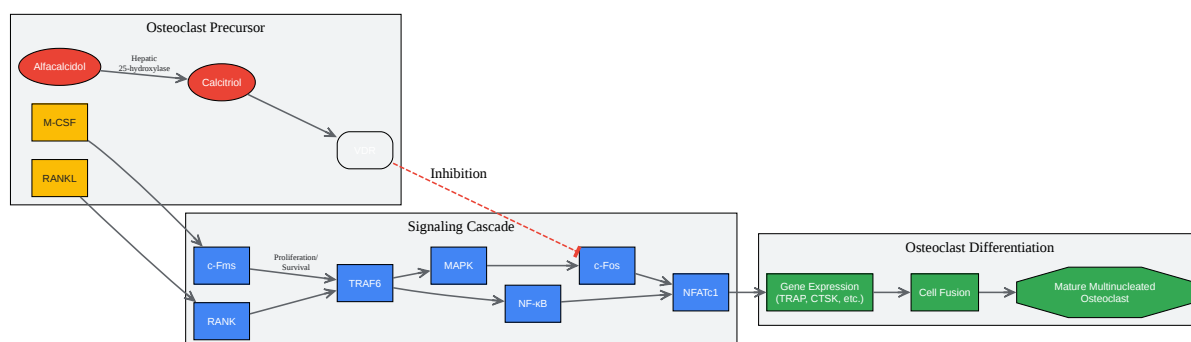 Osteoclast Precursor
Alfacalcidol
Hepatic
25-hydroxylase
Calcitriol
M-CSF
VDR
RANKL
Inhibition
Signaling Cascade
c-Fms
Proliferation/
Survival
TRAF6
MAPK
c-Fos
NF-κB
NFATc1
RANK
Osteoclast Differentiation
Gene Expression
(TRAP, CTSK, etc.)
Cell Fusion
Mature Multinucleated
Osteoclast